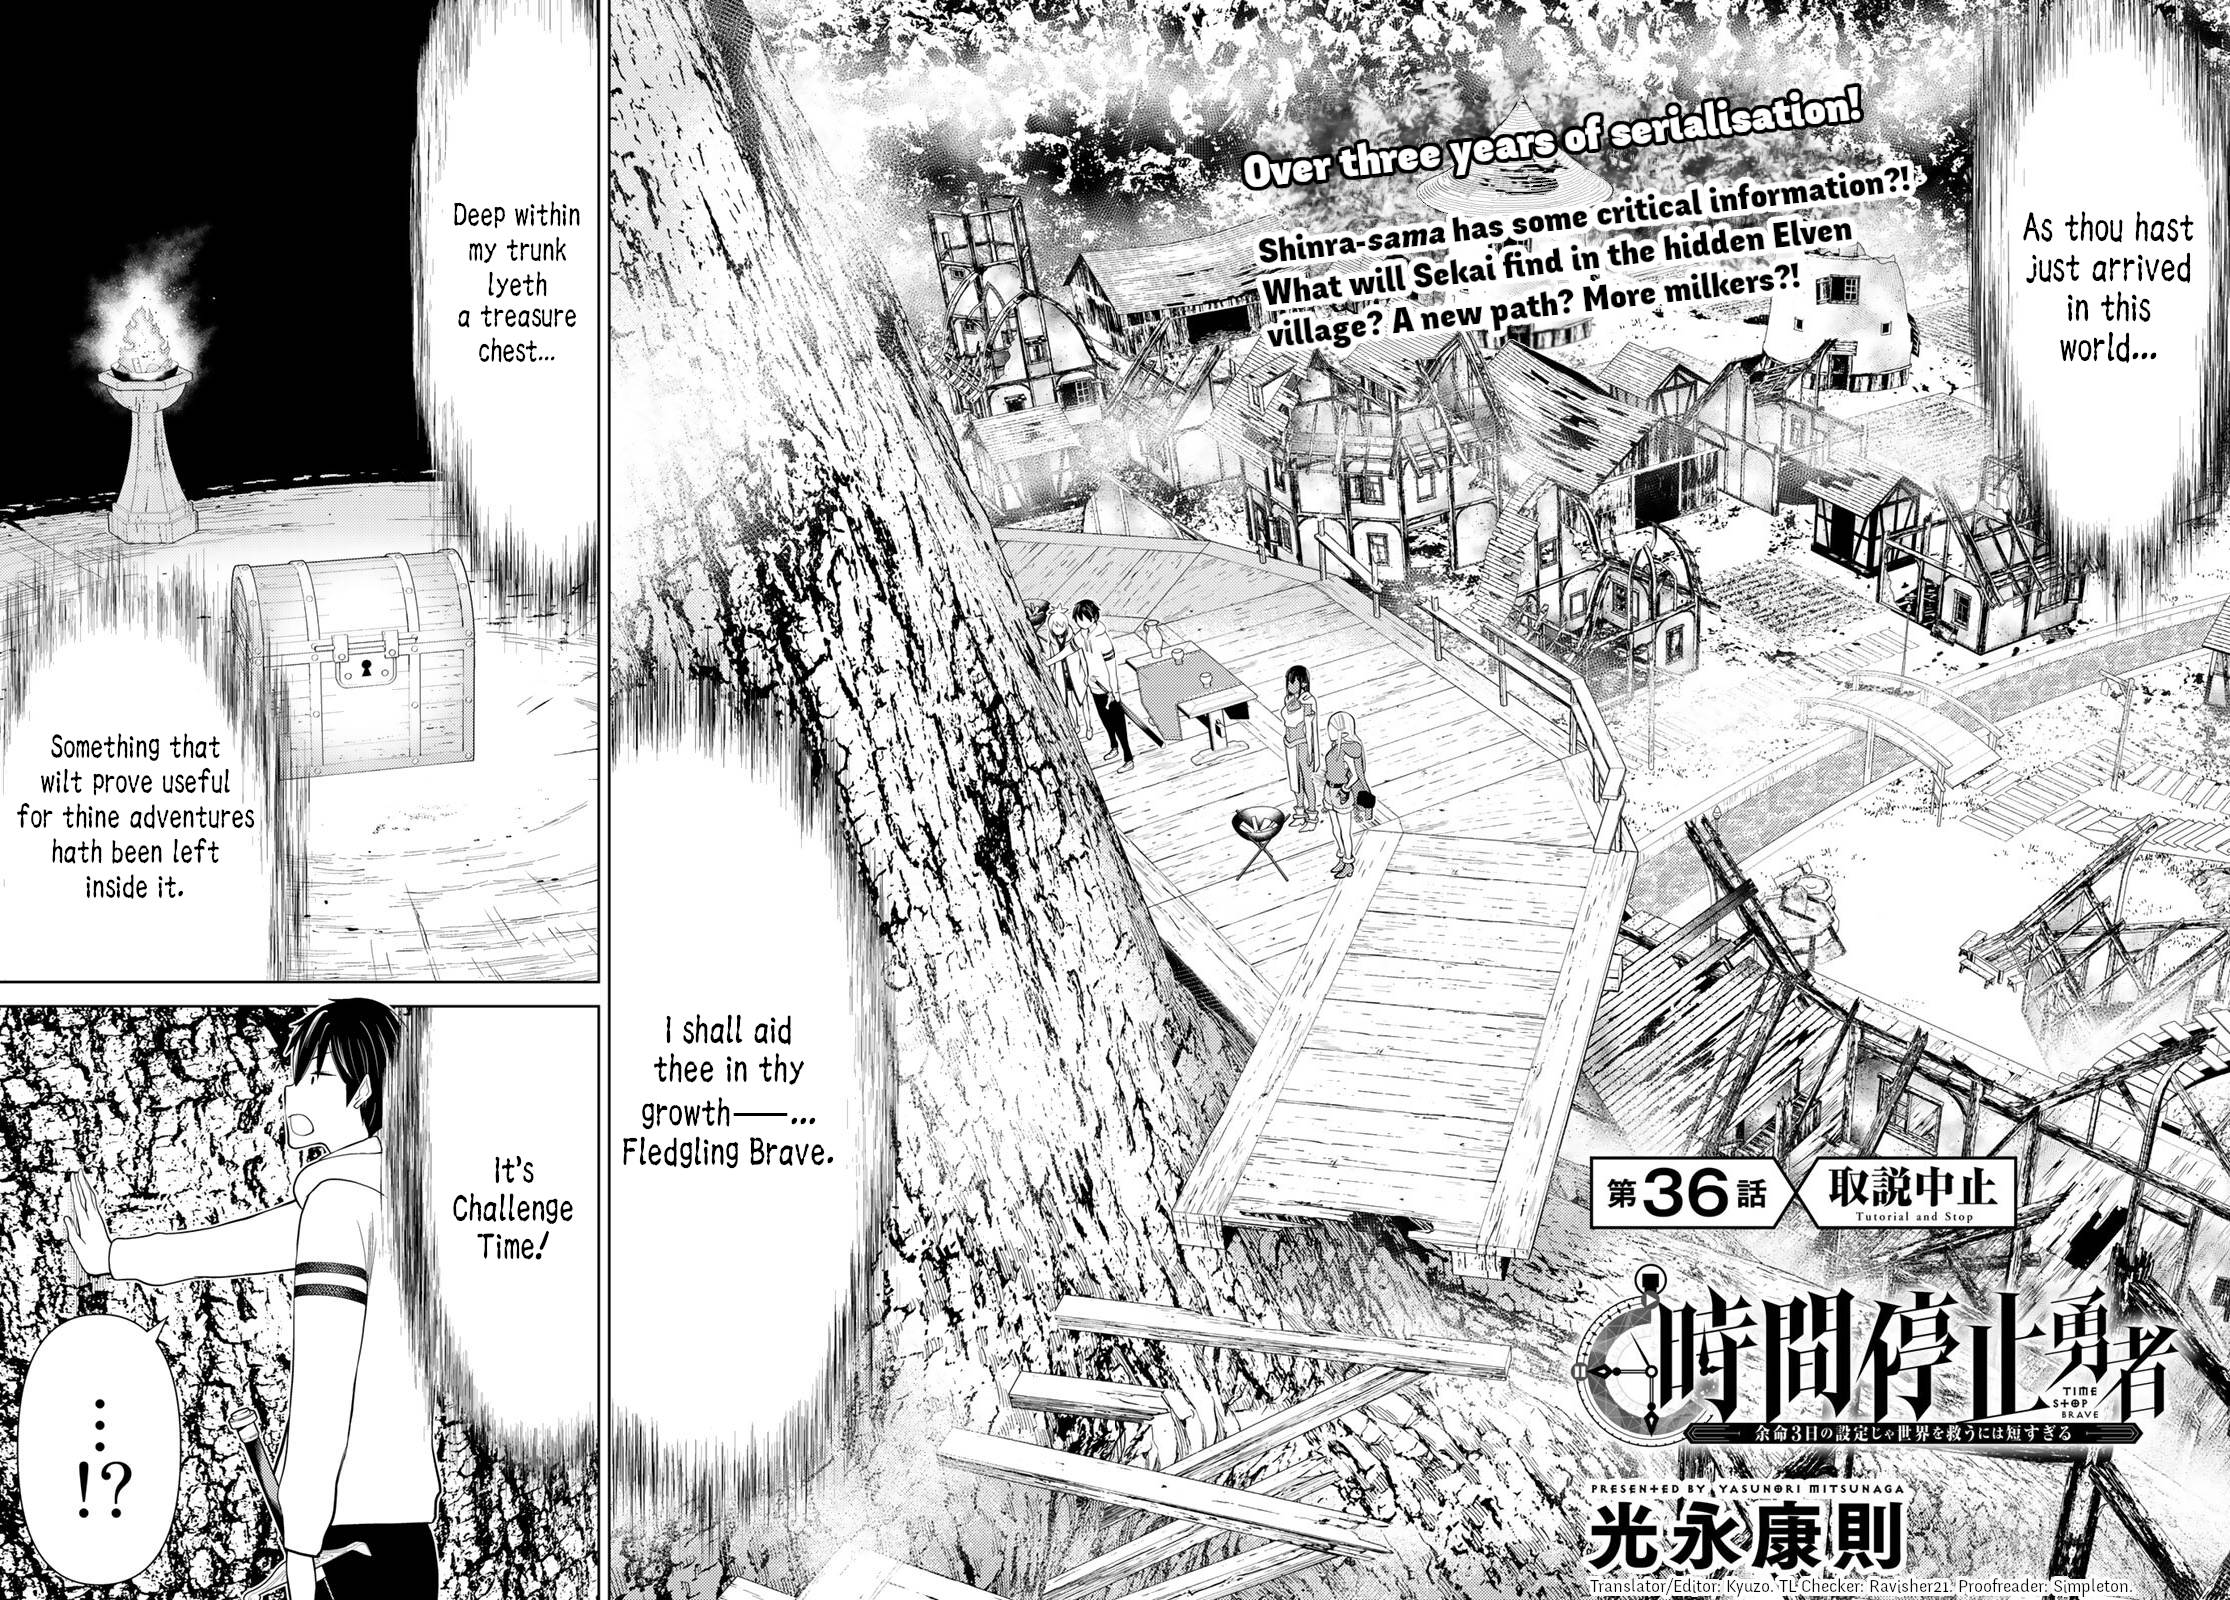 As thou hast
just arrived
in this
world...
Over three years of serialisation!
Shinra-sama has some critical information?!
What will Sekai find in the hidden Elven
village? A new path? More milkers?!
I shall aid
thee in thy
growth——...
Fledgling Brave.
第36話
取説中止
Tutorial and Stop
時間停止勇者
TIME
STOP
BRAVE
余命3日の設定じゃ世界を救うには短すぎる
PRESENTED BY YASUNORI MITSUNAGA
光永康則
Translator/Editor: Kyuzo. TL Checker: Ravisher21. Proofreader: Simpleton.
Deep within
my trunk
lyeth
a treasure
chest...
Something that
wilt prove useful
for thine adventures
hath been left
inside it.
It's
Challenge
Time!
...
!?